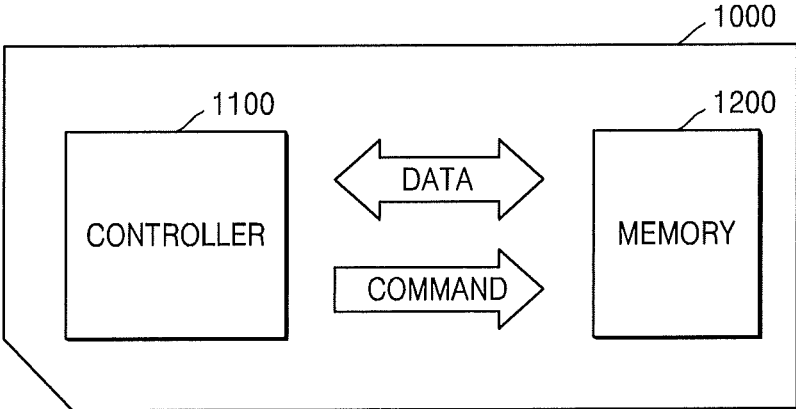 1000
1100
1200
DATA
CONTROLLER
MEMORY
COMMAND